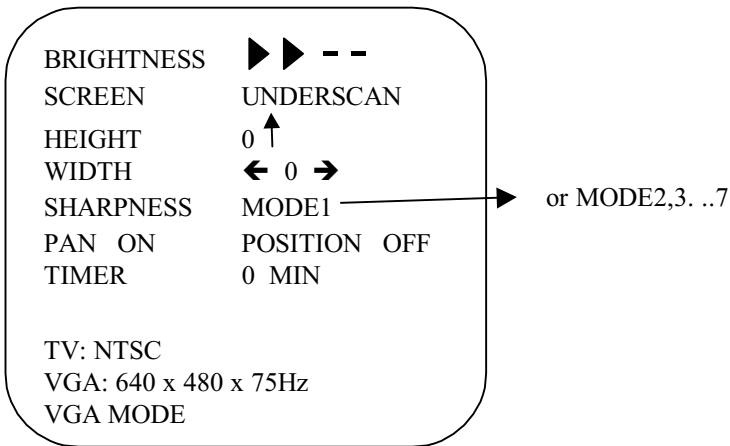 BRIGHTNESS
SCREEN UNDERSCAN
HEIGHT 0
WIDTH 0
SHARPNESS MODE1 or MODE2,3. ..7
PAN ON POSITION OFF
TIMER 0 MIN
TV: NTSC
VGA: 640 x 480 x 75Hz
VGA MODE